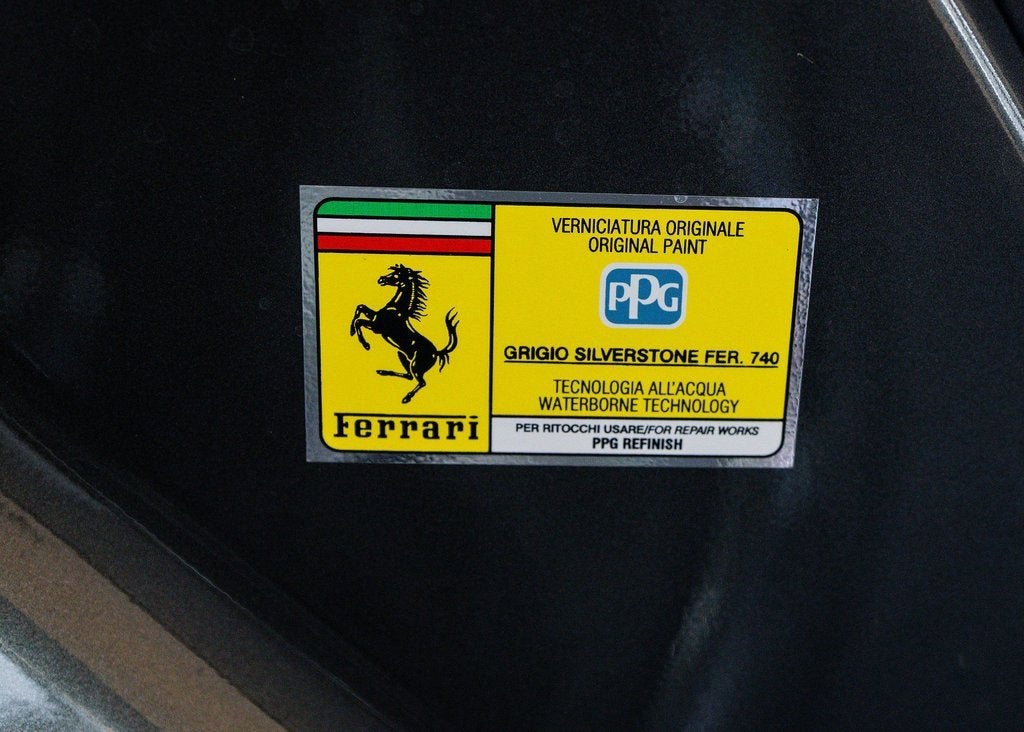 Ferrari
VERNICIATURA ORIGINALE
ORIGINAL PAINT
PPG
GRIGIO SILVERSTONE FER. 740
TECNOLOGIA ALL'ACQUA
WATERBORNE TECHNOLOGY
PER RITOCCHI USARE/FOR REPAIR WORKS
PPG REFINISH